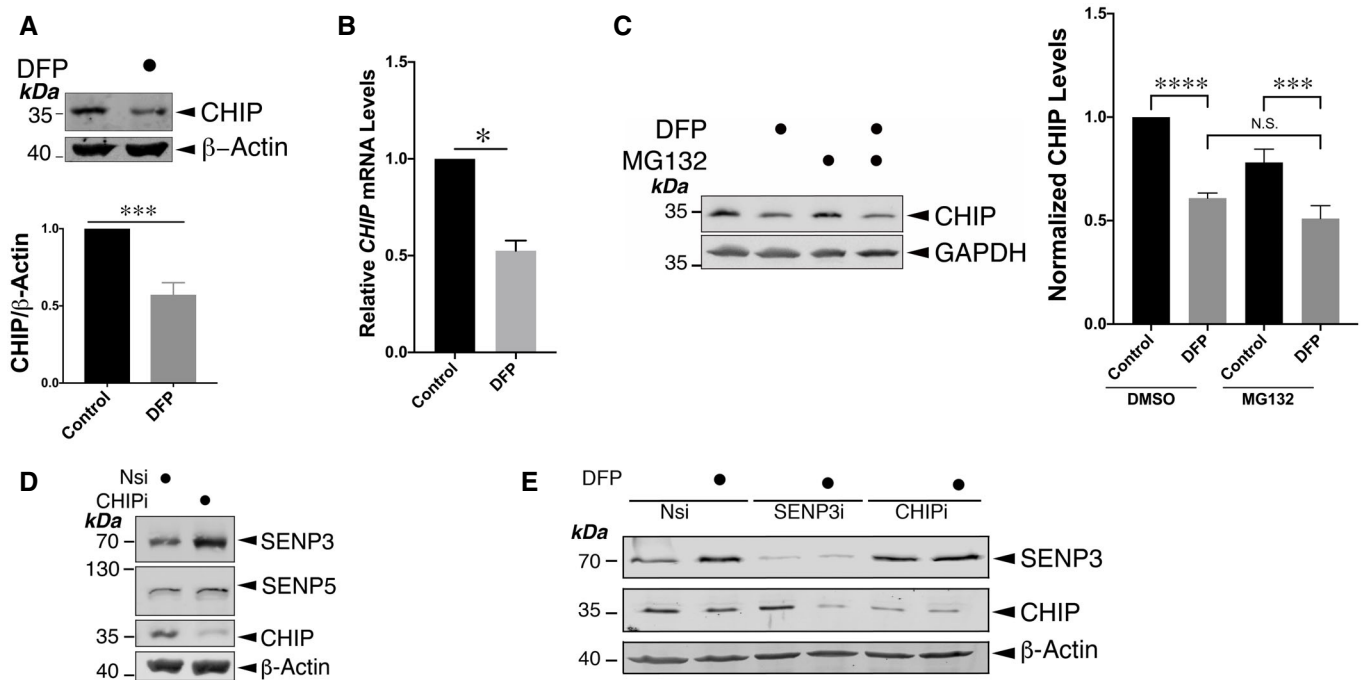 A
DFP ●
kDa
35
CHIP
40
β–Actin
CHIP/β-Actin
1.0
0.5
0.0
***
Control
DFP
B
Relative CHIP mRNA Levels
1.5
1.0
0.5
0.0
*
Control
DFP
C
DFP ● ●
MG132 ● ●
kDa
35
CHIP
GAPDH
35
Normalized CHIP Levels
1.5
1.0
0.5
0.0
**** ***
N.S.
Control DFP Control DFP
DMSO MG132
D
Nsi ●
CHIPi ●
kDa
70
SENP3
130
SENP5
35
CHIP
40
β-Actin
E
DFP ● ● ●
Nsi SENP3i CHIPi
kDa
70
SENP3
35
CHIP
40
β-Actin